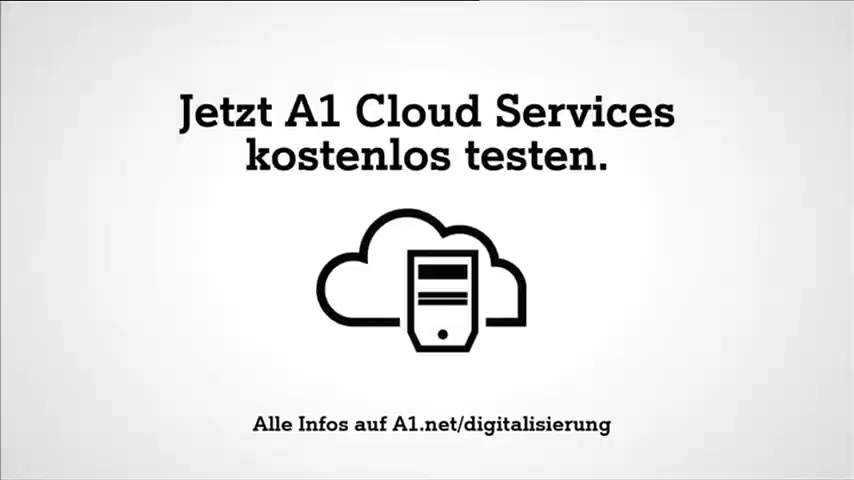 Jetzt A1 Cloud Services
kostenlos testen.
Alle Infos auf A1.net/digitalisierung